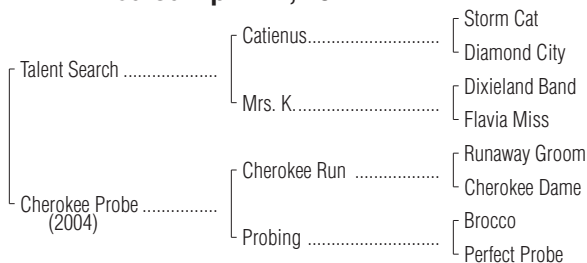 Storm Cat
Catienus
Diamond City
Talent Search
Dixieland Band
Mrs. K.
Flavia Miss
Runaway Groom
Cherokee Run
Cherokee Dame
Cherokee Probe
(2004)
Brocco
Probing
Perfect Probe